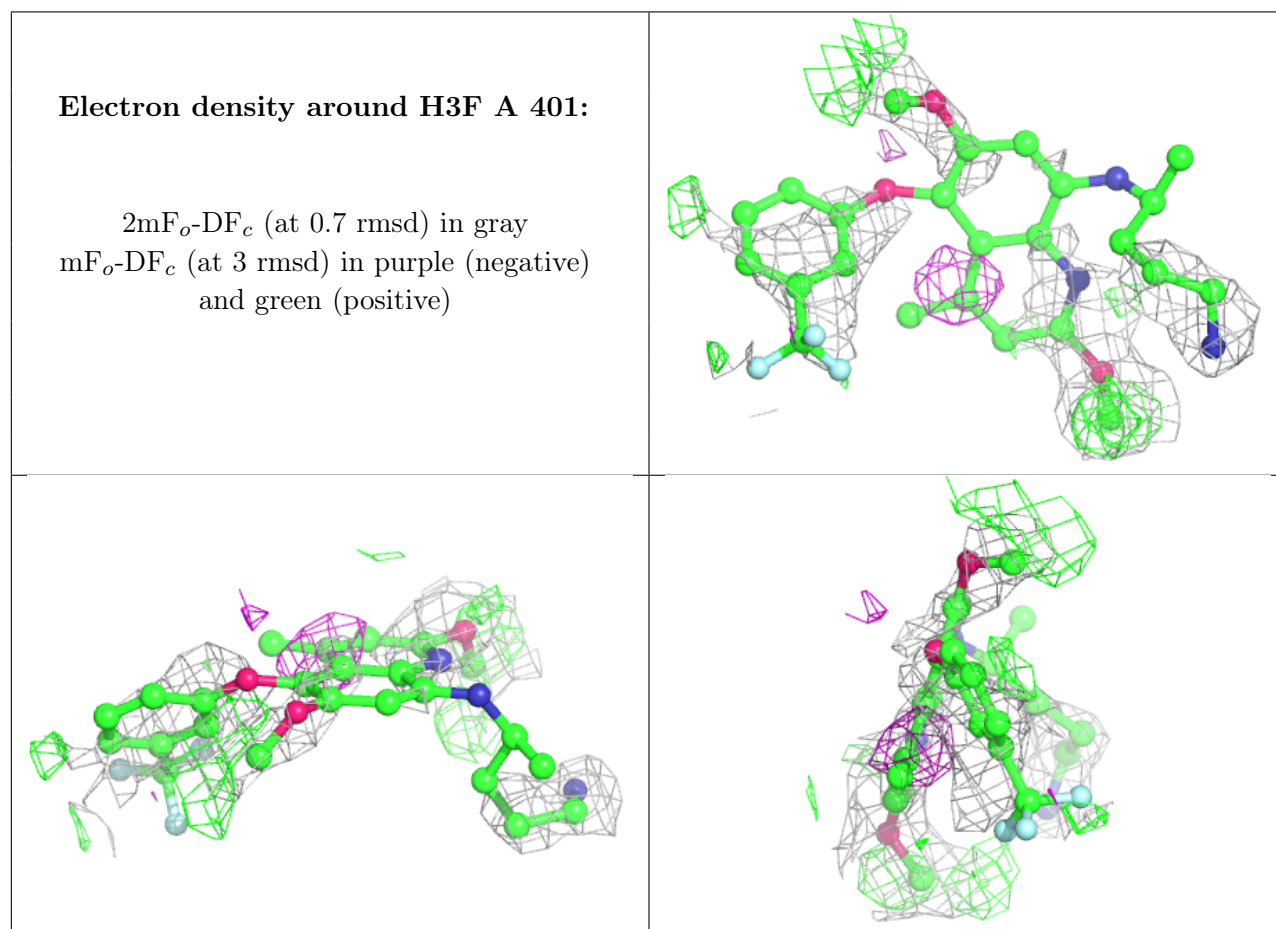 Electron density around H3F A 401:
2mFo-DFc (at 0.7 rmsd) in gray
mFo-DFc (at 3 rmsd) in purple (negative)
and green (positive)